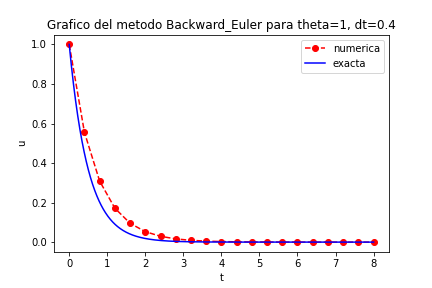 Grafico del metodo Backward_Euler para theta=1, dt=0.4
numerica
exacta
1.0
0.8
0.6
0.4
0.2
0.0
u
0 1 2 3 4 5 6 7 8
t